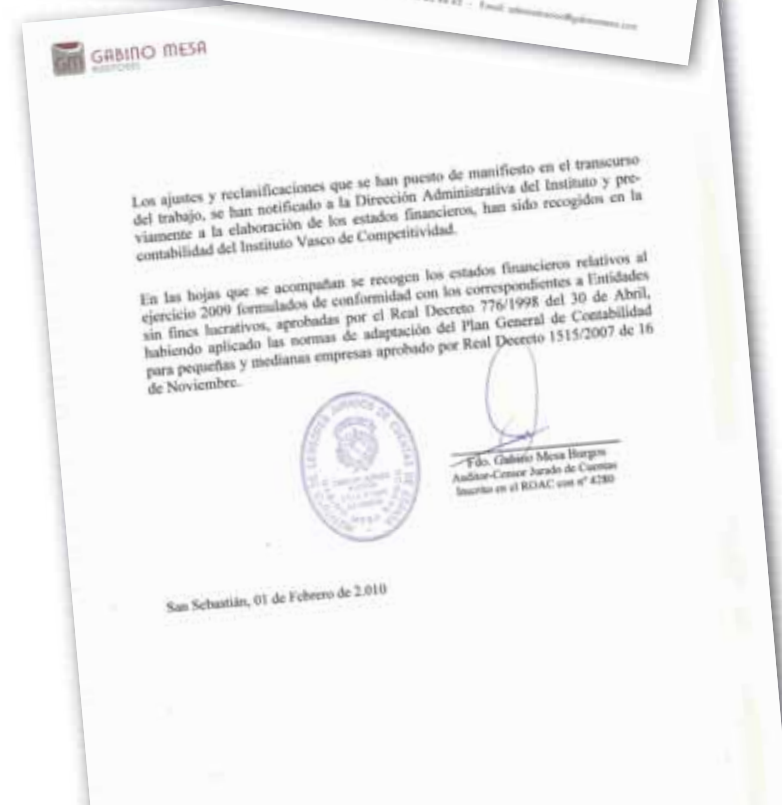 GABINO MESA
Los ajustes y reclasificaciones que se han puesto de manifiesto en el transcurso
del trabajo, se han notificado a la Dirección Administrativa del Instituto y pre-
viamente a la elaboración de los estados financieros, han sido recogidos en la
contabilidad del Instituto Vasco de Competitividad.
En las hojas que se acompañan se recogen los estados financieros relativos al
ejercicio 2009 formulados de conformidad con los correspondientes a Entidades
sin fines lucrativos, aprobadas por el Real Decreto 776/1998 del 30 de Abril,
habiendo aplicado las normas de adaptación del Plan General de Contabilidad
para pequeñas y medianas empresas aprobado por Real Decreto 1515/2007 de 16
de Noviembre.
JURADOS DE CUENTAS DE ESPAÑA
Fdo. Gabino Mesa Burgos
Auditor-Censor Jurado de Cuentas
Inscrito en el ROAC con nº 4280
San Sebastián, 01 de Febrero de 2.010